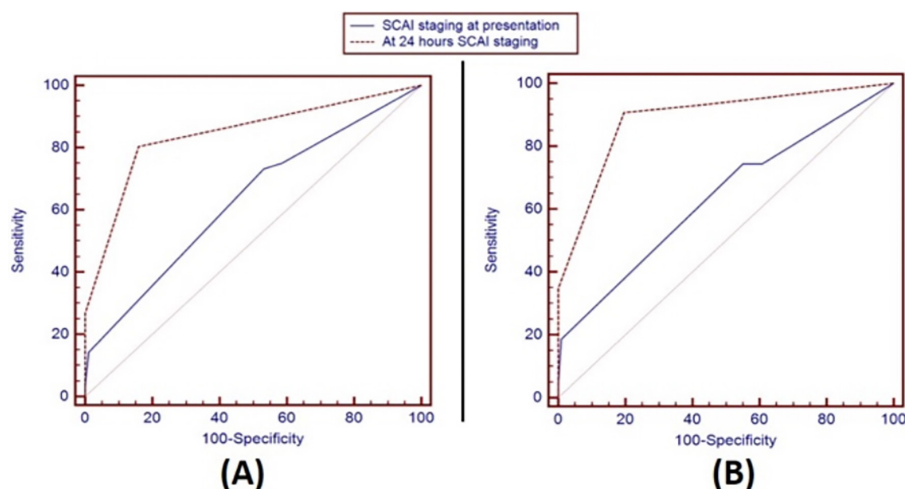 SCAI staging at presentation
At 24 hours SCAI staging
100
80
60
40
20
0
Sensitivity
0 20 40 60 80 100
100-Specificity
(A)
100
80
60
40
20
0
Sensitivity
0 20 40 60 80 100
100-Specificity
(B)